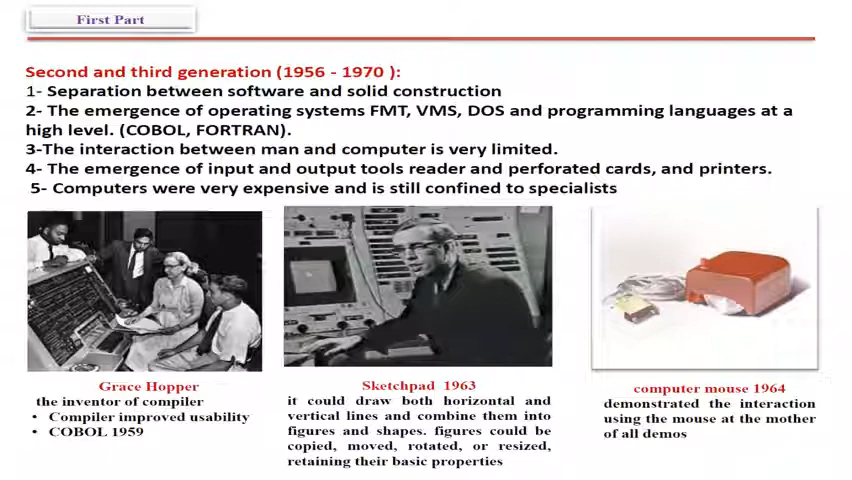 First Part
Second and third generation (1956 - 1970 ):
1- Separation between software and solid construction
2- The emergence of operating systems FMT, VMS, DOS and programming languages at a
high level. (COBOL, FORTRAN).
3-The interaction between man and computer is very limited.
4- The emergence of input and output tools reader and perforated cards, and printers.
5- Computers were very expensive and is still confined to specialists
Grace Hopper
the inventor of compiler
• Compiler improved usability
• COBOL 1959
Sketchpad 1963
it could draw both horizontal and
vertical lines and combine them into
figures and shapes. figures could be
copied, moved, rotated, or resized,
retaining their basic properties
computer mouse 1964
demonstrated the interaction
using the mouse at the mother
of all demos